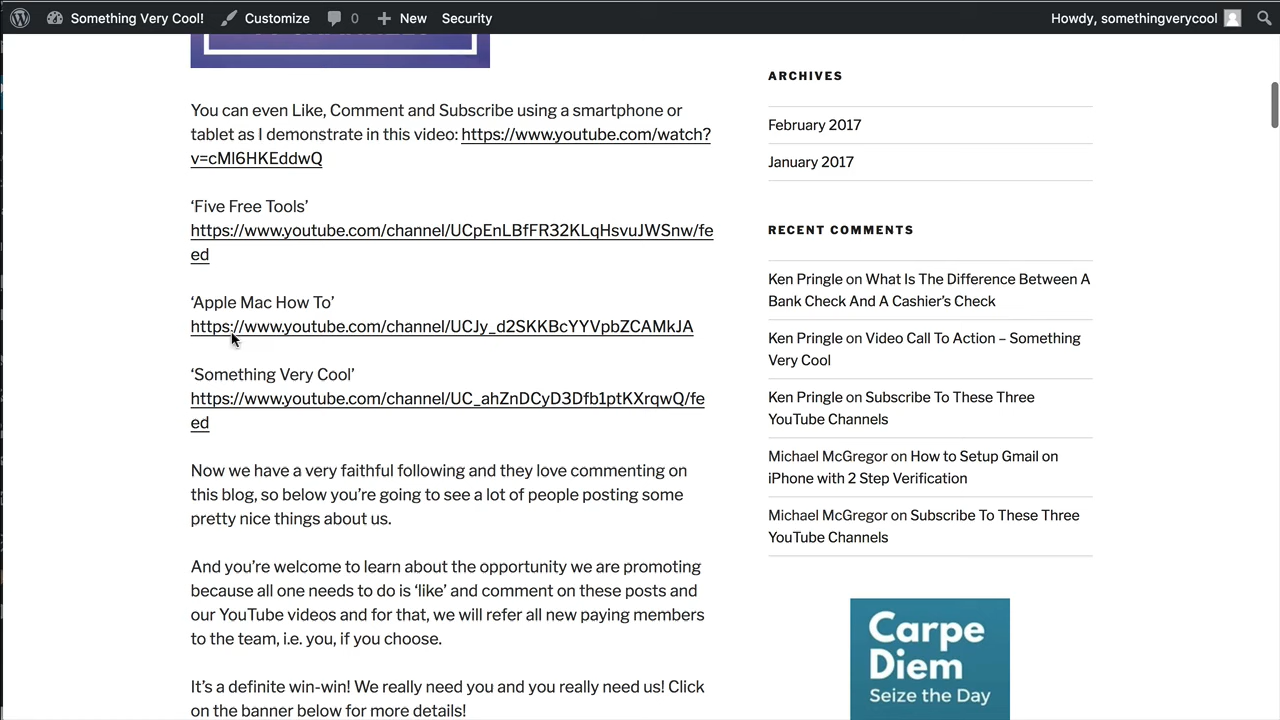 Something Very Cool!
Customize
0
New
Security
Howdy, somethingverycool
You can even Like, Comment and Subscribe using a smartphone or
tablet as I demonstrate in this video: https://www.youtube.com/watch?
v=cMl6HKEddwQ
‘Five Free Tools’
https://www.youtube.com/channel/UCpEnLBfFR32KLqHsvuJWSnw/fe
ed
‘Apple Mac How To’
https://www.youtube.com/channel/UCJy_d2SKKBcYYVpbZCAMkJA
‘Something Very Cool’
https://www.youtube.com/channel/UC_ahZnDCyD3Dfb1ptKXrqwQ/fe
ed
Now we have a very faithful following and they love commenting on
this blog, so below you’re going to see a lot of people posting some
pretty nice things about us.
And you’re welcome to learn about the opportunity we are promoting
because all one needs to do is ‘like’ and comment on these posts and
our YouTube videos and for that, we will refer all new paying members
to the team, i.e. you, if you choose.
It’s a definite win-win! We really need you and you really need us! Click
on the banner below for more details!
ARCHIVES
February 2017
January 2017
RECENT COMMENTS
Ken Pringle on What Is The Difference Between A
Bank Check And A Cashier’s Check
Ken Pringle on Video Call To Action – Something
Very Cool
Ken Pringle on Subscribe To These Three
YouTube Channels
Michael McGregor on How to Setup Gmail on
iPhone with 2 Step Verification
Michael McGregor on Subscribe To These Three
YouTube Channels
Carpe
Diem
Seize the Day